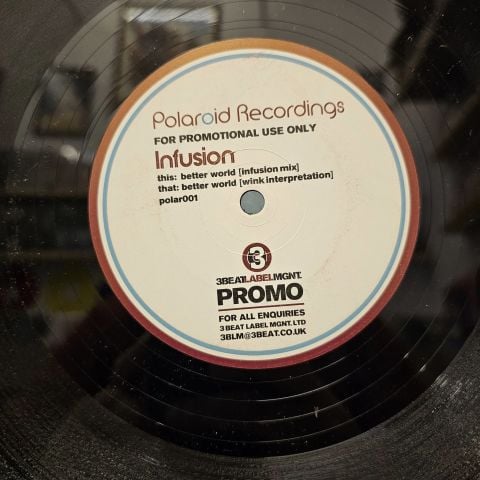 Polaroid Recordings
FOR PROMOTIONAL USE ONLY
Infusion
this: better world [infusion mix]
that: better world [wink interpretation]
polar001
3
3BEATLABELMGNT.
PROMO
FOR ALL ENQUIRIES
3 BEAT LABEL MGNT. LTD
3BLM@3BEAT.CO.UK